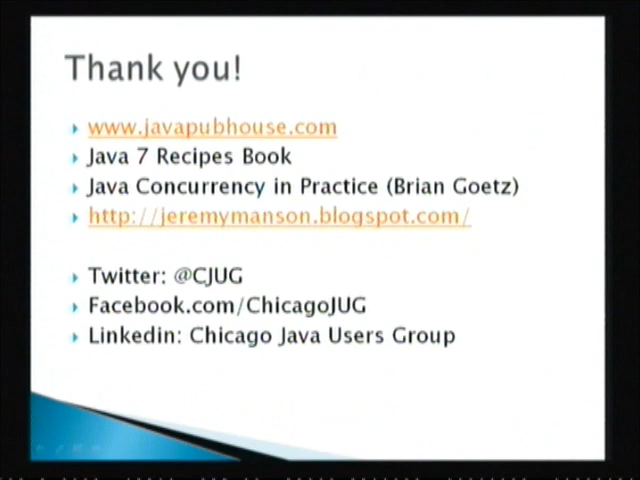 Thank you!
www.javapubhouse.com
Java 7 Recipes Book
Java Concurrency in Practice (Brian Goetz)
http://jeremymanson.blogspot.com/
Twitter: @CJUG
Facebook.com/ChicagoJUG
Linkedin: Chicago Java Users Group